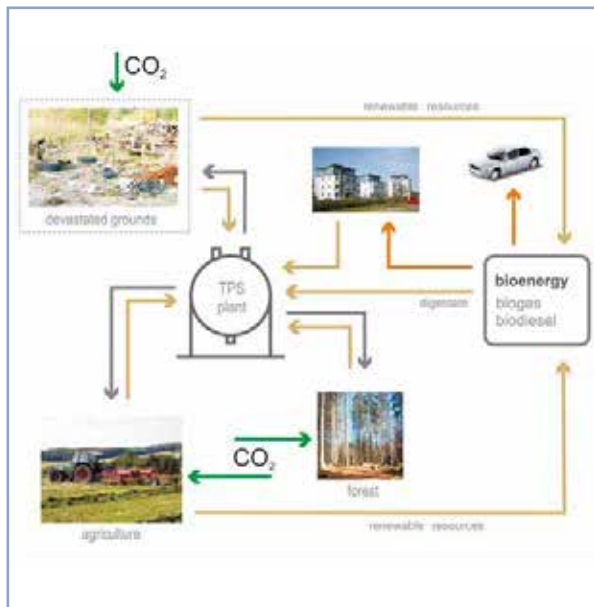 CO₂
renewable resources
devastated grounds
TPS
plant
bioenergy
biogas
biodiesel
digestate
CO₂
forest
agriculture
renewable resources